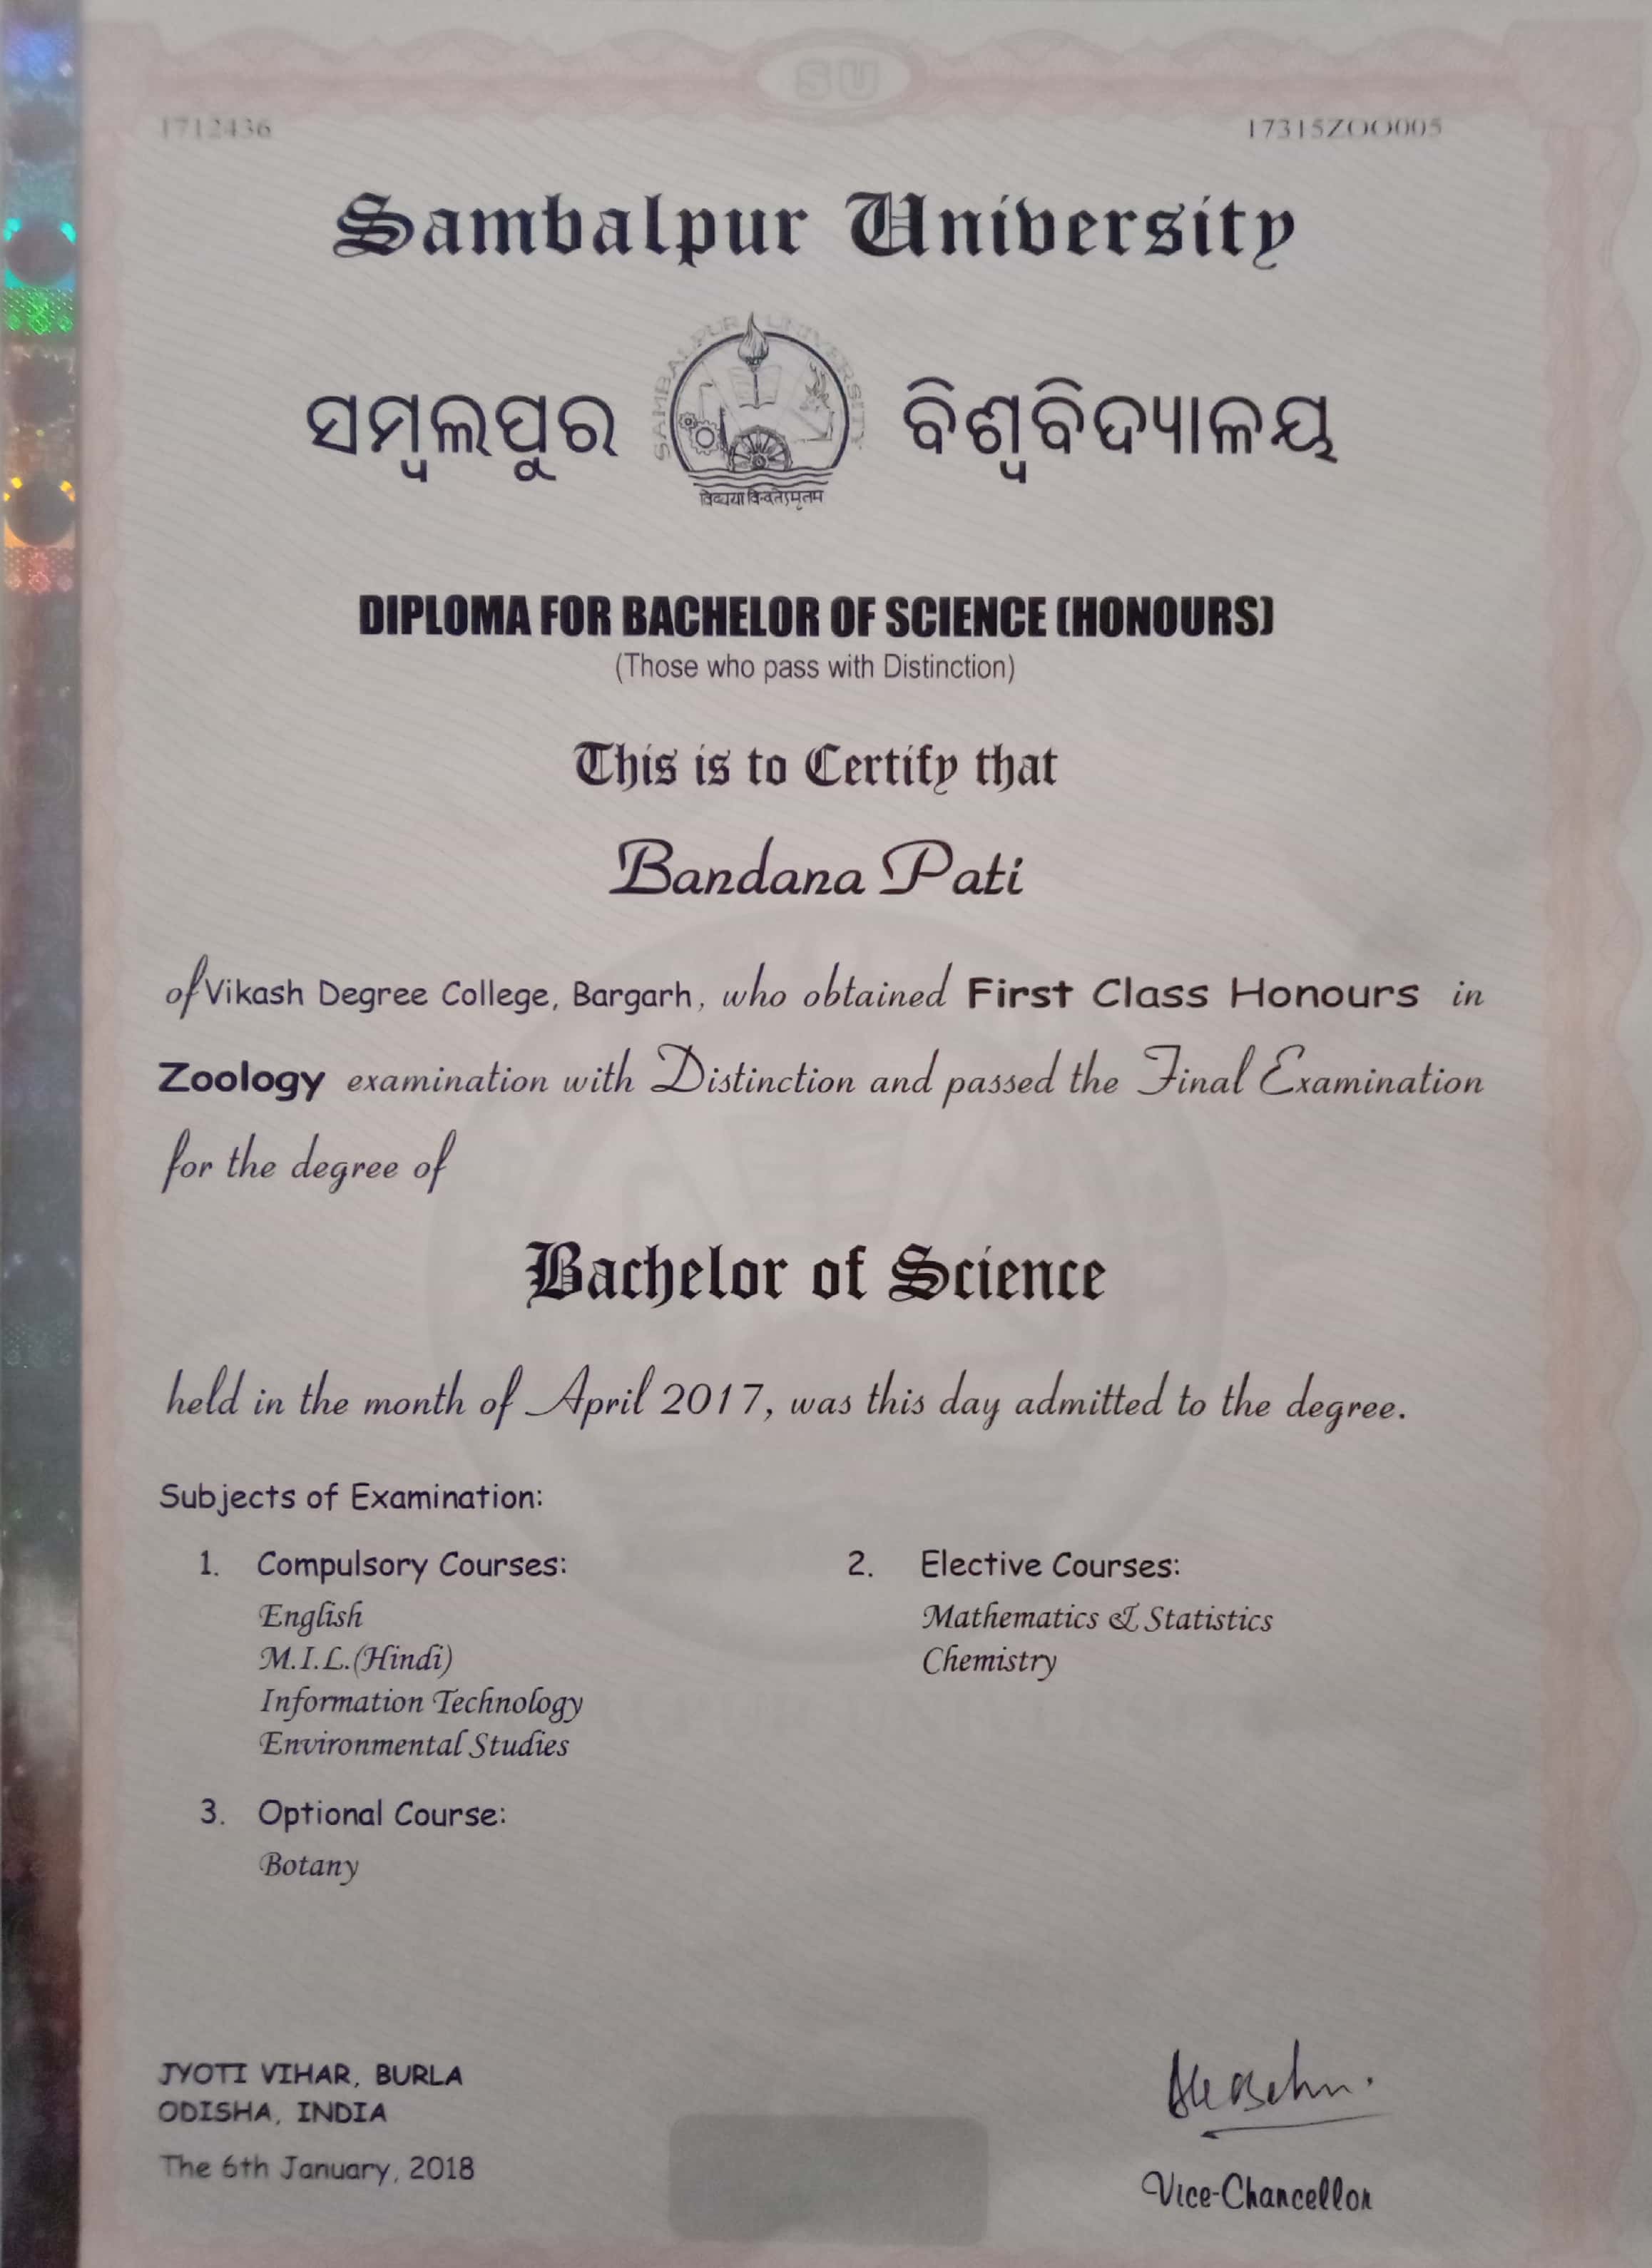 SU
1712436
17315ZOO005
Sambalpur University
SAMBALPUR UNIVERSITY
ସମ୍ବଲପୁର ବିଶ୍ୱବିଦ୍ୟାଳୟ
DIPLOMA FOR BACHELOR OF SCIENCE (HONOURS)
(Those who pass with Distinction)
This is to Certify that
Bandana Pati
of Vikash Degree College, Bargarh, who obtained First Class Honours in
Zoology examination with Distinction and passed the Final Examination
for the degree of
Bachelor of Science
held in the month of April 2017, was this day admitted to the degree.
Subjects of Examination:
1. Compulsory Courses:
English
M.I.L.(Hindi)
Information Technology
Environmental Studies
2. Elective Courses:
Mathematics & Statistics
Chemistry
3. Optional Course:
Botany
JYOTI VIHAR, BURLA
ODISHA, INDIA
The 6th January, 2018
Vice-Chancellor